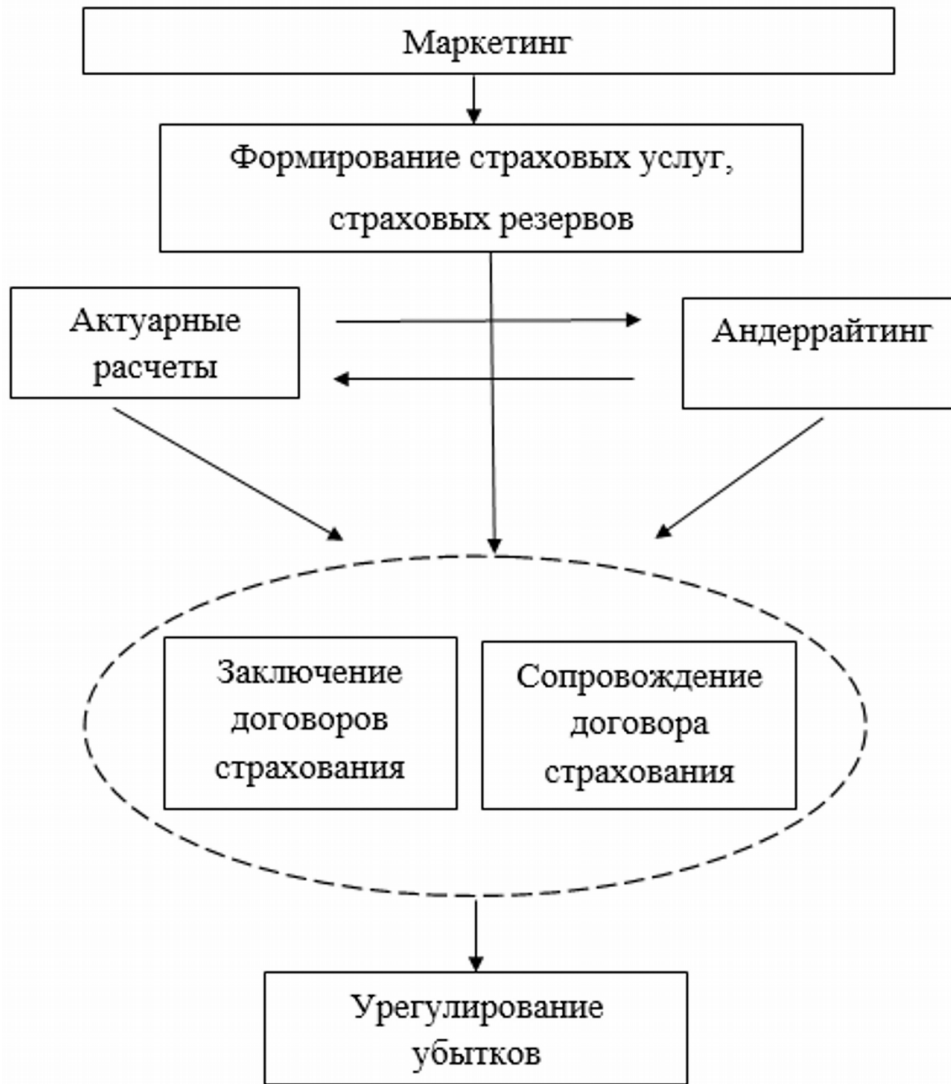 Маркетинг
Формирование страховых услуг,
страховых резервов
Актуарные
расчеты
Андеррайтинг
Заключение
договоров
страхования
Сопровождение
договора
страхования
Урегулирование
убытков